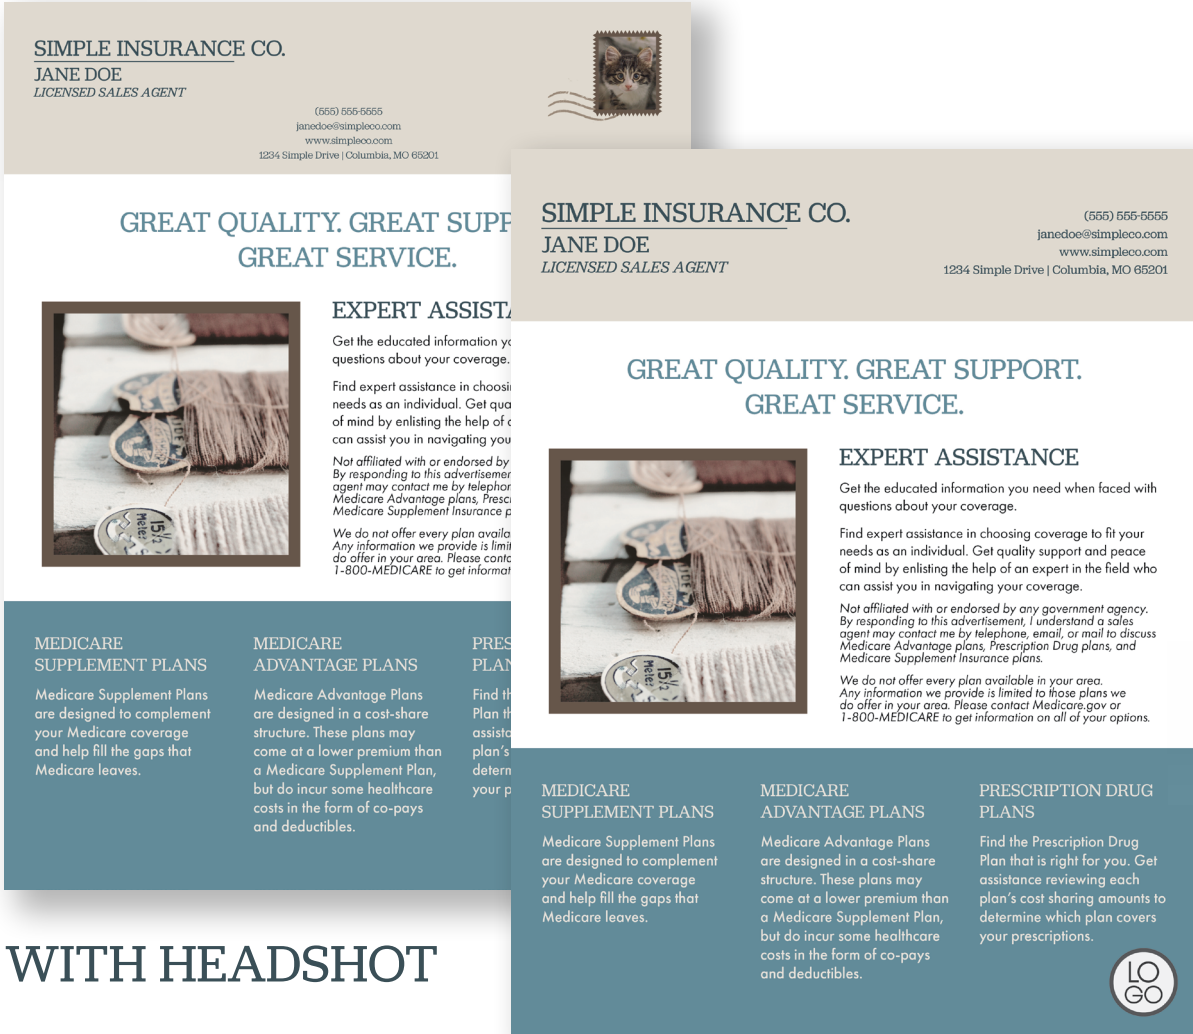 SIMPLE INSURANCE CO.
JANE DOE
LICENSED SALES AGENT
(555) 555-5555
janedoe@simpleco.com
www.simpleco.com
1234 Simple Drive | Columbia, MO 65201
GREAT QUALITY. GREAT SUPP
GREAT SERVICE.
EXPERT ASSIST
Get the educated information
questions about your coverage.
Find expert assistance in choosi
needs as an individual. Get qua
of mind by enlisting the help of
can assist you in navigating you
Not affiliated with or endorsed by
By responding to this advertisemen
agent may contact me by telephon
Medicare Advantage plans, Presc
Medicare Supplement Insurance p
We do not offer every plan availa
Any information we provide is limit
do offer in your area. Please conta
1-800-MEDICARE to get informat
15½
Meter
MEDICARE
SUPPLEMENT PLANS
Medicare Supplement Plans
are designed to complement
your Medicare coverage
and help fill the gaps that
Medicare leaves.
MEDICARE
ADVANTAGE PLANS
Medicare Advantage Plans
are designed in a cost-share
structure. These plans may
come at a lower premium than
a Medicare Supplement Plan,
but do incur some healthcare
costs in the form of co-pays
and deductibles.
PRES
PLAN
Find th
Plan th
assista
plan's
determ
your p
WITH HEADSHOT
SIMPLE INSURANCE CO.
JANE DOE
LICENSED SALES AGENT
(555) 555-5555
janedoe@simpleco.com
www.simpleco.com
1234 Simple Drive | Columbia, MO 65201
GREAT QUALITY. GREAT SUPPORT.
GREAT SERVICE.
EXPERT ASSISTANCE
Get the educated information you need when faced with
questions about your coverage.
Find expert assistance in choosing coverage to fit your
needs as an individual. Get quality support and peace
of mind by enlisting the help of an expert in the field who
can assist you in navigating your coverage.
Not affiliated with or endorsed by any government agency.
By responding to this advertisement, I understand a sales
agent may contact me by telephone, email, or mail to discuss
Medicare Advantage plans, Prescription Drug plans, and
Medicare Supplement Insurance plans.
We do not offer every plan available in your area.
Any information we provide is limited to those plans we
do offer in your area. Please contact Medicare.gov or
1-800-MEDICARE to get information on all of your options.
15½
Meter
MEDICARE
SUPPLEMENT PLANS
Medicare Supplement Plans
are designed to complement
your Medicare coverage
and help fill the gaps that
Medicare leaves.
MEDICARE
ADVANTAGE PLANS
Medicare Advantage Plans
are designed in a cost-share
structure. These plans may
come at a lower premium than
a Medicare Supplement Plan,
but do incur some healthcare
costs in the form of co-pays
and deductibles.
PRESCRIPTION DRUG
PLANS
Find the Prescription Drug
Plan that is right for you. Get
assistance reviewing each
plan's cost sharing amounts to
determine which plan covers
your prescriptions.
LO
GO